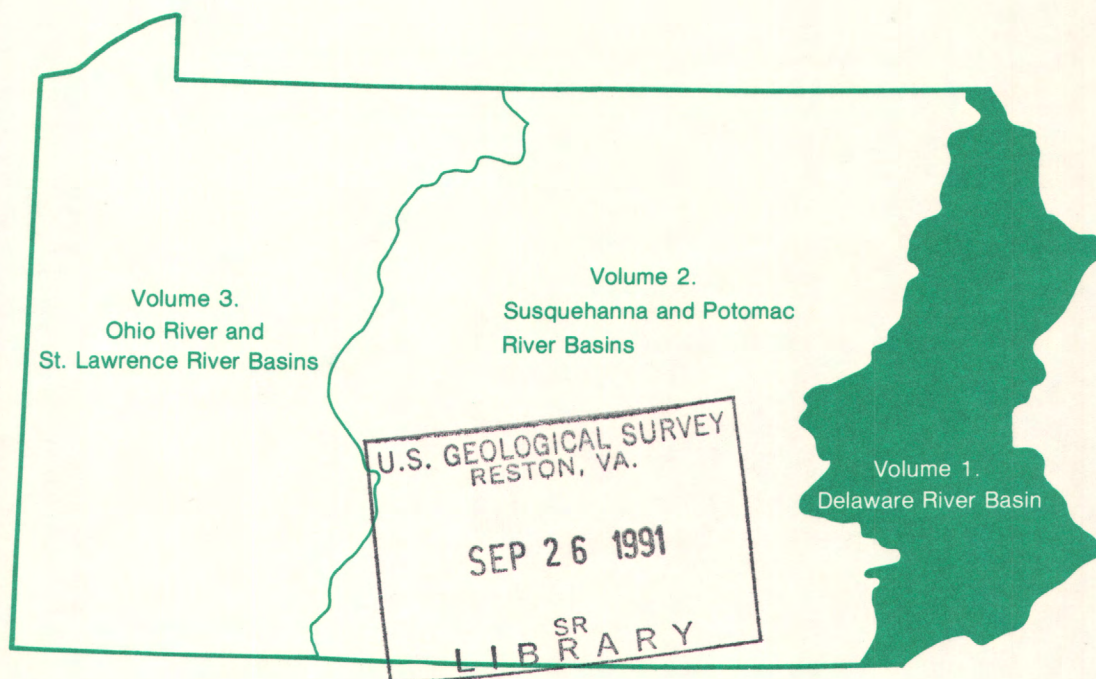 Volume 3.
Ohio River and
St. Lawrence River Basins
Volume 2.
Susquehanna and Potomac
River Basins
Volume 1.
Delaware River Basin
U.S. GEOLOGICAL SURVEY
RESTON, VA.
SEP 26 1991
SR
LIBRARY